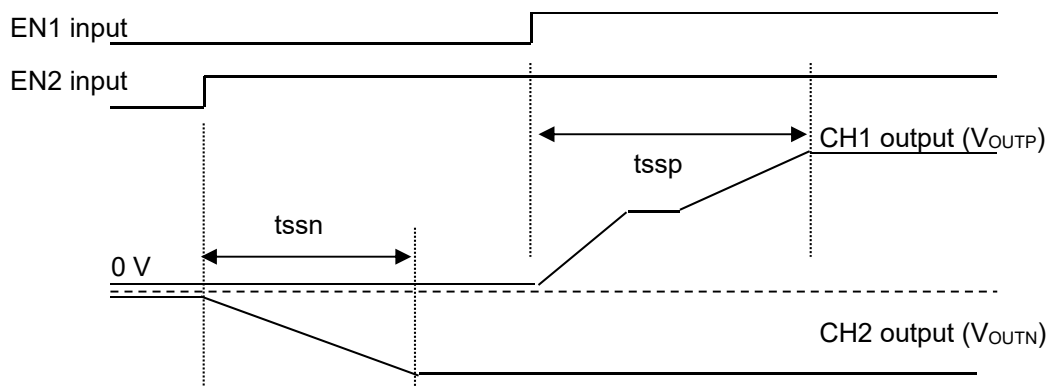 EN1 input
EN2 input
CH1 output (VOUTP)
tssp
tssn
0 V
CH2 output (VOUTN)